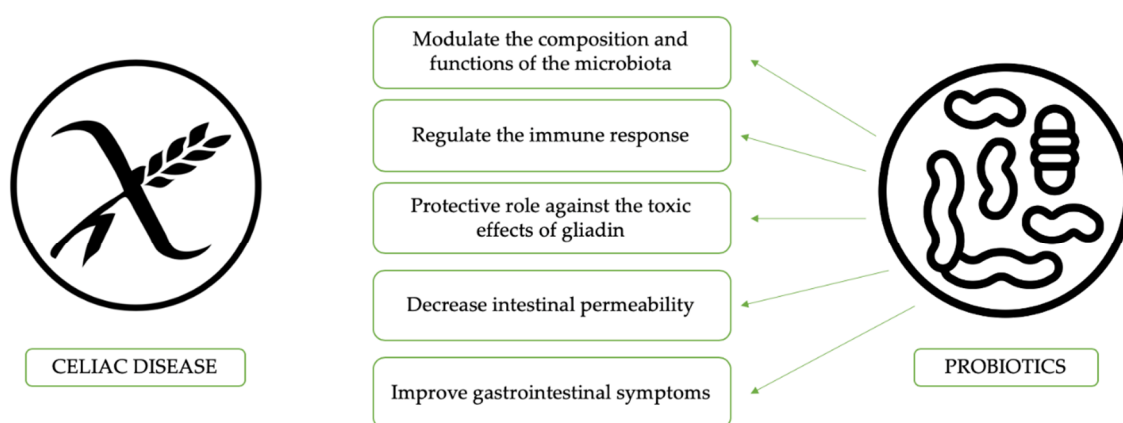 Modulate the composition and
functions of the microbiota
Regulate the immune response
Protective role against the toxic
effects of gliadin
Decrease intestinal permeability
CELIAC DISEASE
PROBIOTICS
Improve gastrointestinal symptoms